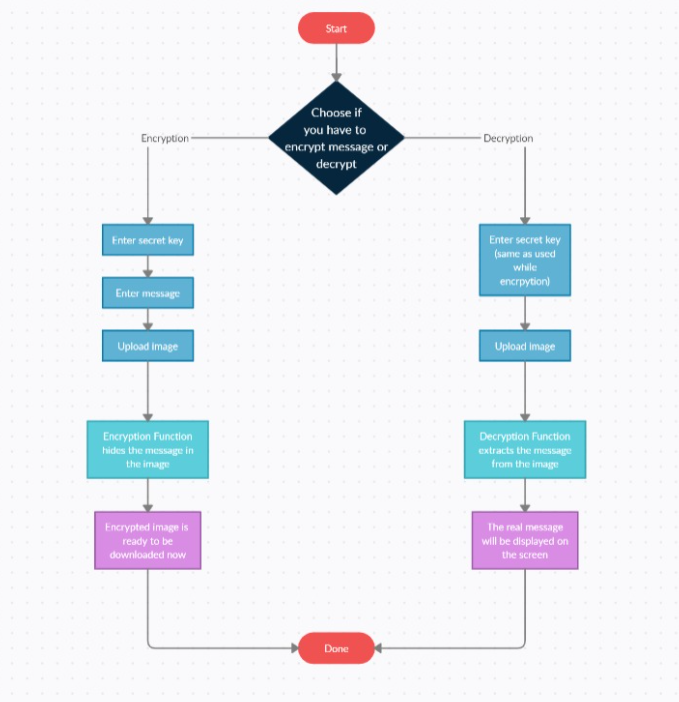 Start
Choose if
you have to
encrypt message or
decrypt
Encryption
Decryption
Enter secret key
Enter message
Upload image
Encryption Function
hides the message in
the image
Encrypted image is
ready to be
downloaded now
Enter secret key
(same as used
while
encrpytion)
Upload image
Decryption Function
extracts the message
from the image
The real message
will be displayed on
the screen
Done